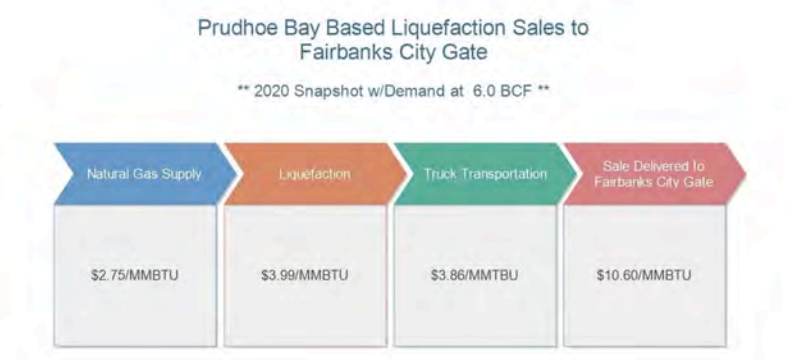 Prudhoe Bay Based Liquefaction Sales to
Fairbanks City Gate
** 2020 Snapshot w/Demand at 6.0 BCF **
Natural Gas Supply
Liquefaction
Truck Transportation
Sale Delivered to
Fairbanks City Gate
$2.75/MMBTU
$3.99/MMBTU
$3.86/MMTBU
$10.60/MMBTU